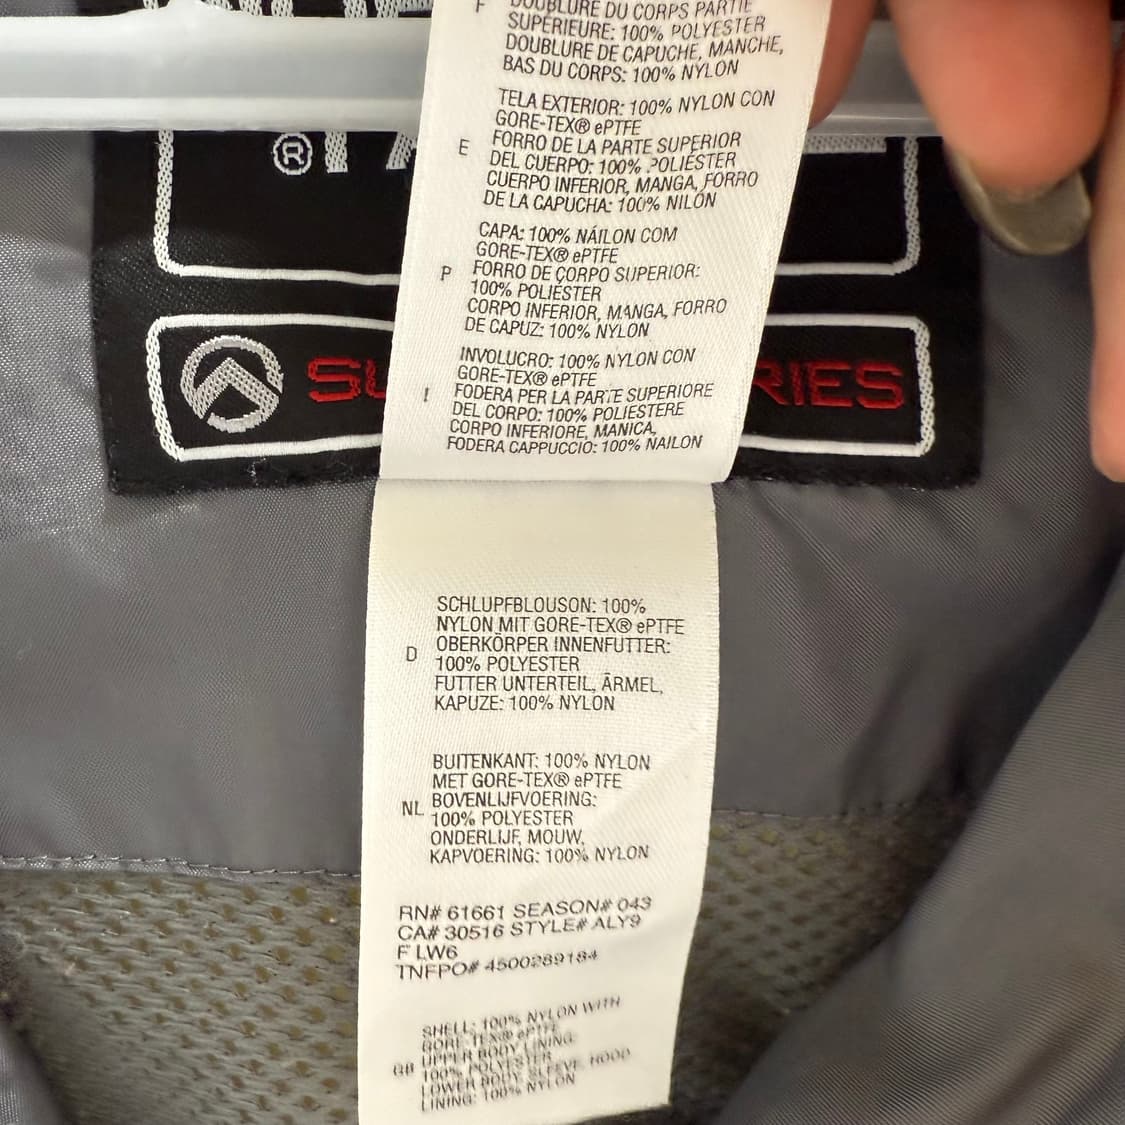 F DOUBLURE DU CORPS PARTIE
SUPÉRIEURE: 100% POLYESTER
DOUBLURE DE CAPUCHE, MANCHE,
BAS DU CORPS: 100% NYLON
TELA EXTERIOR: 100% NYLON CON
GORE-TEX® ePTFE
E FORRO DE LA PARTE SUPERIOR
DEL CUERPO: 100% POLIÉSTER
CUERPO INFERIOR, MANGA, FORRO
DE LA CAPUCHA: 100% NILÓN
CAPA: 100% NÁILON COM
GORE-TEX® ePTFE
P FORRO DE CORPO SUPERIOR:
100% POLIÉSTER
CORPO INFERIOR, MANGA, FORRO
DE CAPUZ: 100% NYLON
INVOLUCRO: 100% NYLON CON
GORE-TEX® ePTFE
I FODERA PER LA PARTE SUPERIORE
DEL CORPO: 100% POLIESTERE
CORPO INFERIORE, MANICA,
FODERA CAPPUCCIO: 100% NAILON
®
SU RIES
SCHLUPFBLOUSON: 100%
NYLON MIT GORE-TEX® ePTFE
D OBERKÖRPER INNENFUTTER:
100% POLYESTER
FUTTER UNTERTEIL, ÄRMEL,
KAPUZE: 100% NYLON
BUITENKANT: 100% NYLON
MET GORE-TEX® ePTFE
NL BOVENLIJFVOERING:
100% POLYESTER
ONDERLIJF, MOUW,
KAPVOERING: 100% NYLON
RN# 61661 SEASON# 043
CA# 30516 STYLE# ALY9
F LW6
TNFPO# 4500289184
SHELL: 100% NYLON WITH
GORE-TEX® ePTFE
GB UPPER BODY LINING:
100% POLYESTER
LOWER BODY, SLEEVE, HOOD
LINING: 100% NYLON